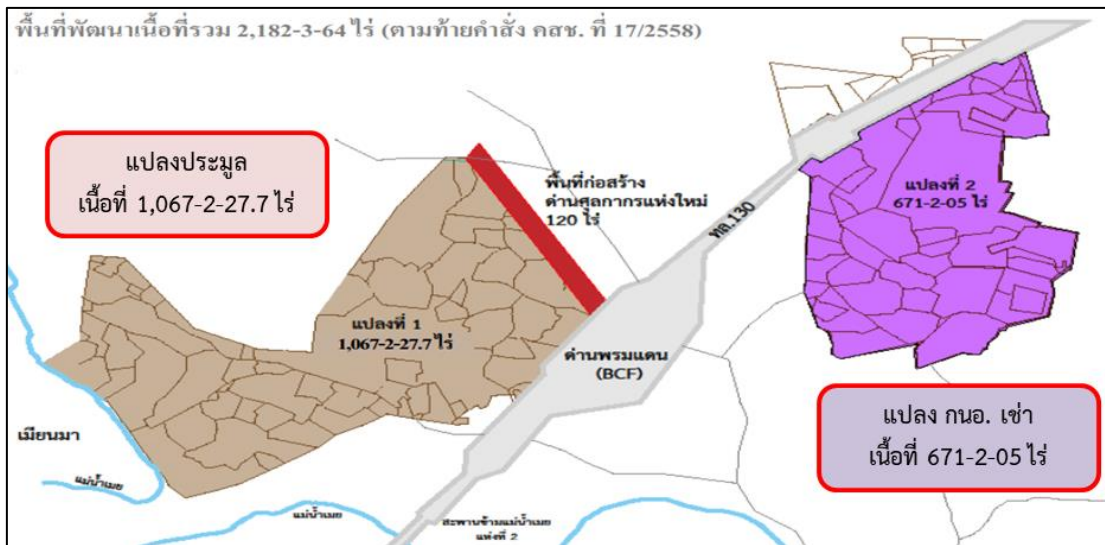 พื้นที่พัฒนาเนื้อที่รวม 2,182-3-64 ไร่ (ตามท้ายคำสั่ง คสช. ที่ 17/2558)
แปลงประมูล
เนื้อที่ 1,067-2-27.7 ไร่
พื้นที่ก่อสร้าง
ด่านศุลกากรแห่งใหม่
120 ไร่
ทล.130
แปลงที่ 2
671-2-05 ไร่
แปลงที่ 1
1,067-2-27.7 ไร่
ด่านพรมแดน
(BCF)
แปลง กนอ. เช่า
เนื้อที่ 671-2-05 ไร่
เมียนมา
แม่น้ำเมย
แม่น้ำเมย
สะพานข้ามแม่น้ำเมย
แห่งที่ 2